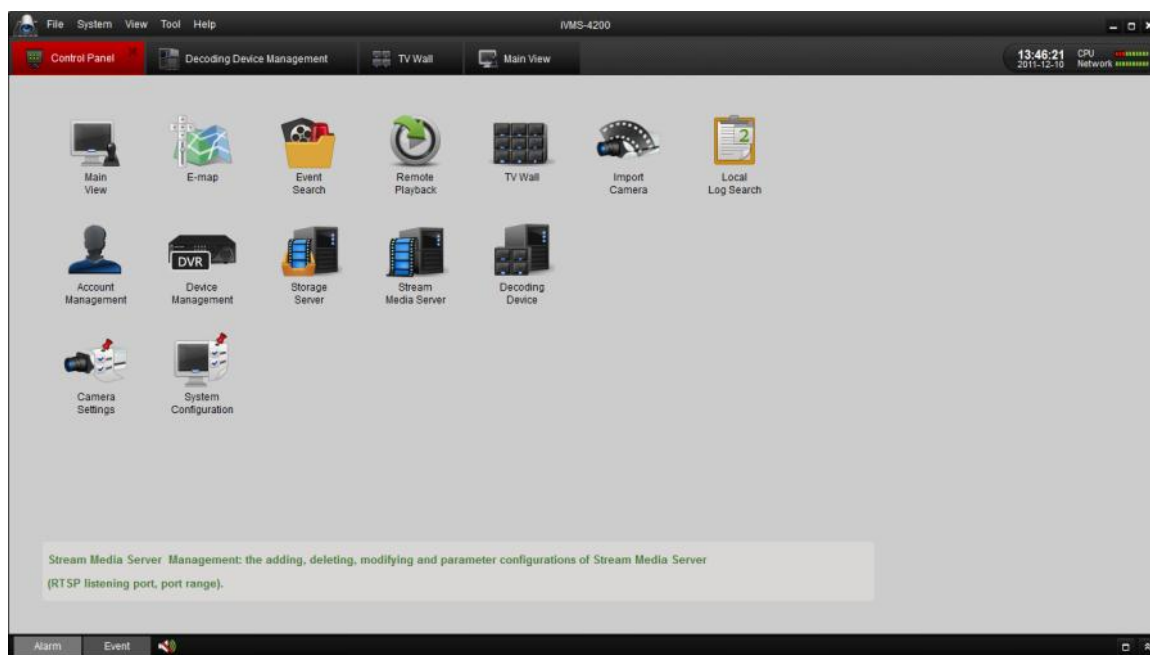 File System View Tool Help
iVMS-4200
Control Panel
Decoding Device Management
TV Wall
Main View
13:46:21
2011-12-10
CPU
Network
Main
View
E-map
Event
Search
Remote
Playback
TV Wall
Import
Camera
2
Local
Log Search
Account
Management
DVR
Device
Management
Storage
Server
Stream
Media Server
Decoding
Device
Camera
Settings
System
Configuration
Stream Media Server Management: the adding, deleting, modifying and parameter configurations of Stream Media Server
(RTSP listening port, port range).
Alarm
Event